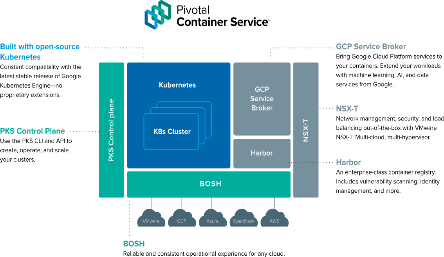 Pivotal
Container Service™
Built with open-source
Kubernetes
Constant compatibility with the
latest stable release of Google
Kubernetes Engine—no
proprietary extensions.
PKS Control Plane
Use the PKS CLI and API to
create, operate, and scale
your clusters.
PKS Control plane
Kubernetes
K8s Cluster
GCP
Service
Broker
Harbor
NSX-T
BOSH
VMware
GCP
Azure
OpenStack
AWS
GCP Service Broker
Bring Google Cloud Platform services to
your containers. Extend your workloads
with machine learning, AI, and data
services from Google.
NSX-T
Network management, security, and load
balancing out-of-the-box with VMware
NSX-T. Multi-cloud, multi-hypervisor.
Harbor
An enterprise-class container registry.
Includes vulnerability scanning, identity
management, and more.
BOSH
Reliable and consistent operational experience for any cloud.